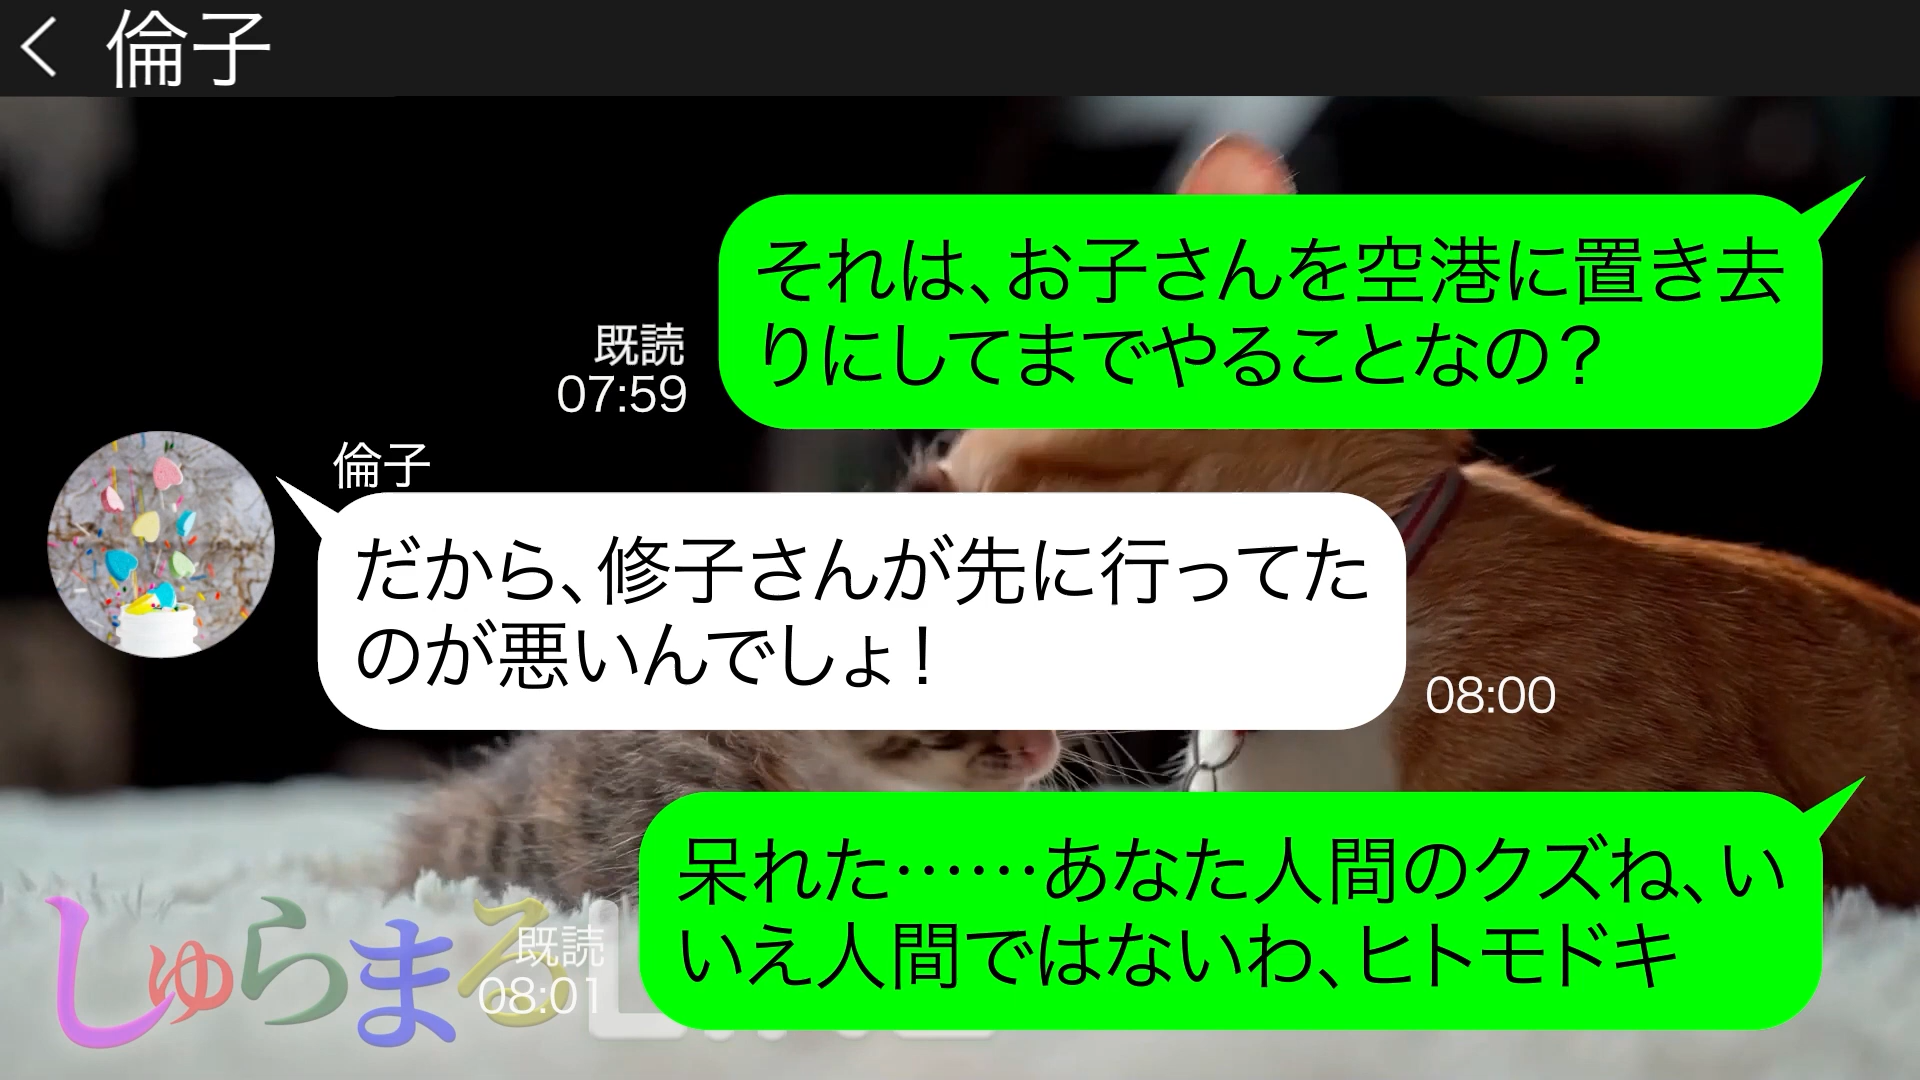 倫子
それは、お子さんを空港に置き去
りにしてまでやることなの？
既読
07:59
倫子
だから、修子さんが先に行ってた
のが悪いんでしょ！
08:00
呆れた……あなた人間のクズね、い
いえ人間ではないわ、ヒトモドキ
既読
08:01
しゅらまる